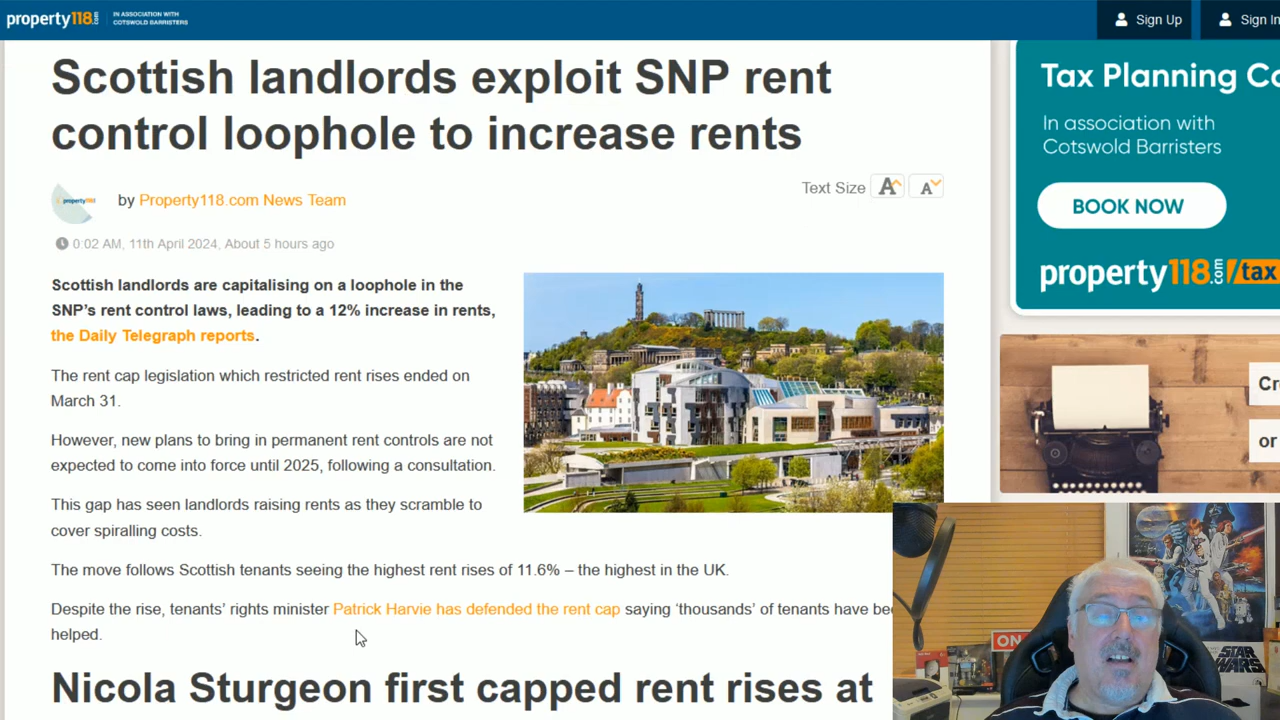 property118.com
IN ASSOCIATION WITH
COTSWOLD BARRISTERS
Sign Up
Sign In
Scottish landlords exploit SNP rent
control loophole to increase rents
by Property118.com News Team
Text Size A A
0:02 AM, 11th April 2024, About 5 hours ago
Scottish landlords are capitalising on a loophole in the
SNP’s rent control laws, leading to a 12% increase in rents,
the Daily Telegraph reports.
The rent cap legislation which restricted rent rises ended on
March 31.
However, new plans to bring in permanent rent controls are not
expected to come into force until 2025, following a consultation.
This gap has seen landlords raising rents as they scramble to
cover spiralling costs.
The move follows Scottish tenants seeing the highest rent rises of 11.6% – the highest in the UK.
Despite the rise, tenants’ rights minister Patrick Harvie has defended the rent cap saying ‘thousands’ of tenants have
helped.
Nicola Sturgeon first capped rent rises at
Tax Planning
In association with
Cotswold Barristers
BOOK NOW
property118.com/tax
or
ON
STAR
WARS